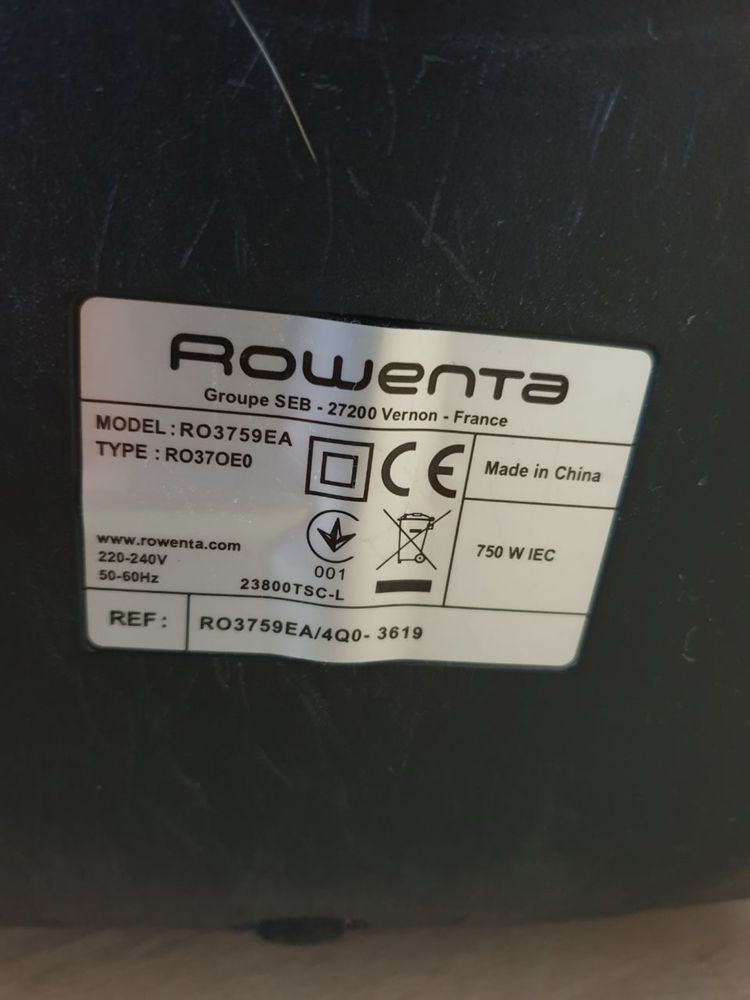 Rowenta
Groupe SEB - 27200 Vernon - France
MODEL : RO3759EA
TYPE : RO37OE0
CE
Made in China
www.rowenta.com
220-240V
50-60Hz
001
23800TSC-L
750 W IEC
REF : RO3759EA/4Q0- 3619